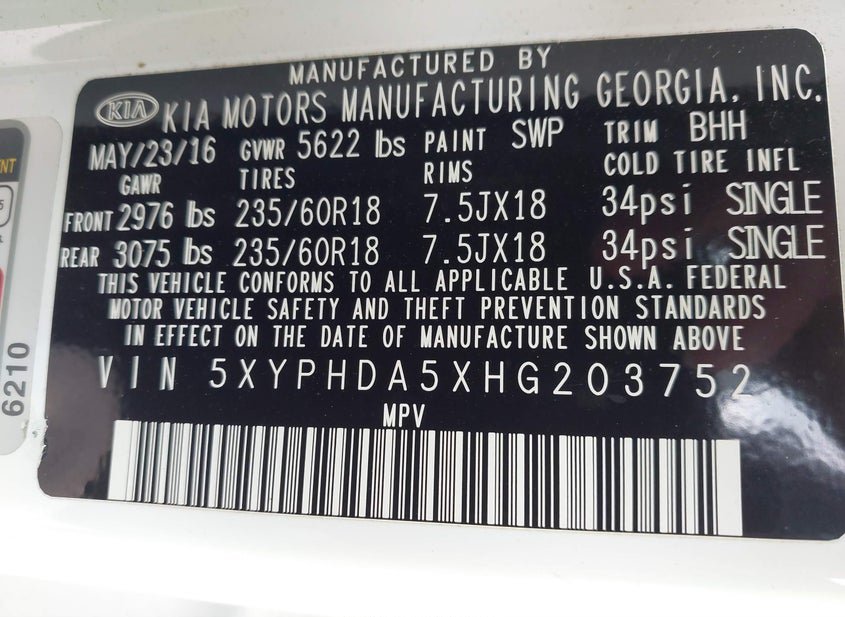 MANUFACTURED BY
KIA KIA MOTORS MANUFACTURING GEORGIA, INC.
MAY/23/16 GVWR 5622 lbs PAINT SWP TRIM BHH
GAWR TIRES RIMS COLD TIRE INFL
FRONT 2976 lbs 235/60R18 7.5JX18 34psi SINGLE
REAR 3075 lbs 235/60R18 7.5JX18 34psi SINGLE
THIS VEHICLE CONFORMS TO ALL APPLICABLE U.S.A. FEDERAL
MOTOR VEHICLE SAFETY AND THEFT PREVENTION STANDARDS
IN EFFECT ON THE DATE OF MANUFACTURE SHOWN ABOVE
VIN 5XYPHDA5XHG203752
MPV
6210